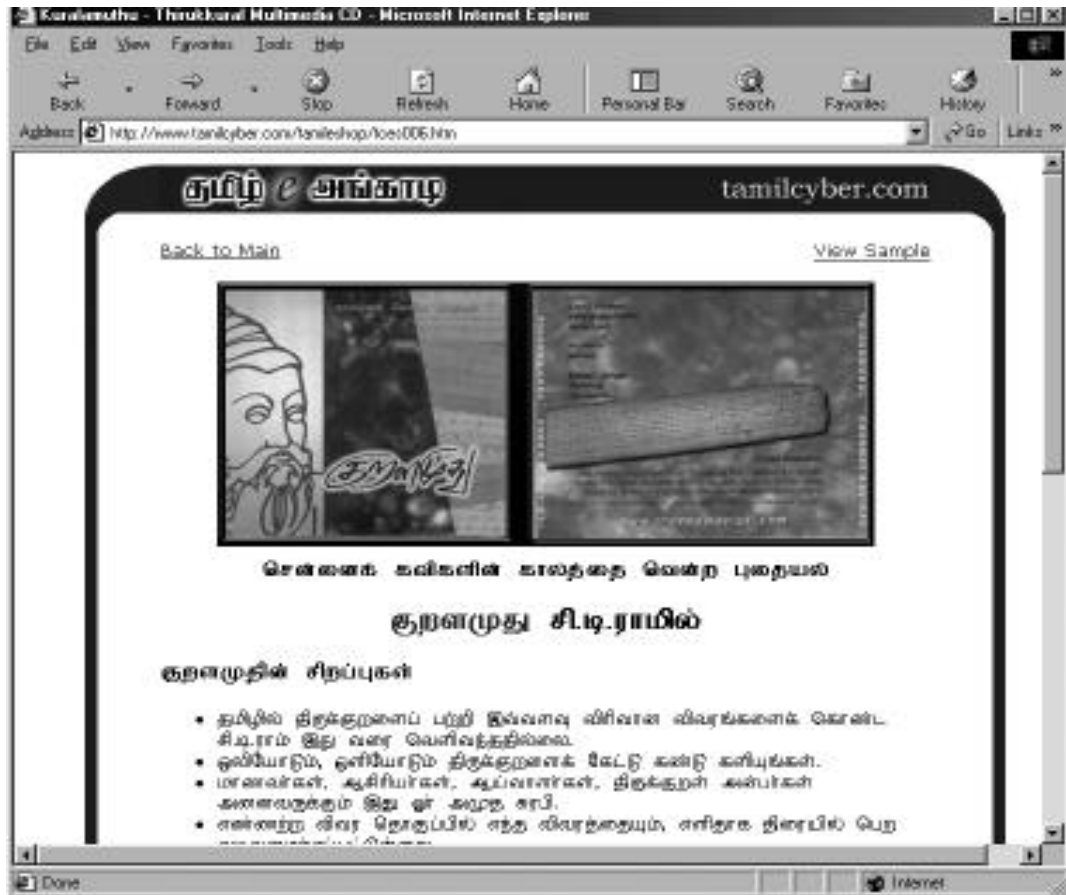 Kuralamuthu - Thirukkural Multimedia CD - Microsoft Internet Explorer
File Edit View Favorites Tools Help
Back Forward Stop Refresh Home Personal Bar Search Favorites History
Address http://www.tamilcyber.com/tamileshop/tces006.htm Go Links
தமிழ் e அங்காடி tamilcyber.com
Back to Main View Sample
குறளமுது
சென்னைக் கவிகளின் காலத்தை வென்ற புதையல்
குறளமுது சி.டி.ராமில்
குறளமுதின் சிறப்புகள்
• தமிழில் திருக்குறளைப் பற்றி இவ்வளவு விரிவான விவரங்களைக் கொண்ட
சி.டி.ராம் இது வரை வெளிவந்ததில்லை.
• ஒலியோடும், ஒளியோடும் திருக்குறளைக் கேட்டு கண்டு களியுங்கள்.
• மாணவர்கள், ஆசிரியர்கள், ஆய்வாளர்கள், திருக்குறள் அன்பர்கள்
அனைவருக்கும் இது ஓர் அமுத சுரபி.
• எண்ணற்ற விவர தொகுப்பில் எந்த விவரத்தையும், எளிதாக திரையில் பெற
Done Internet